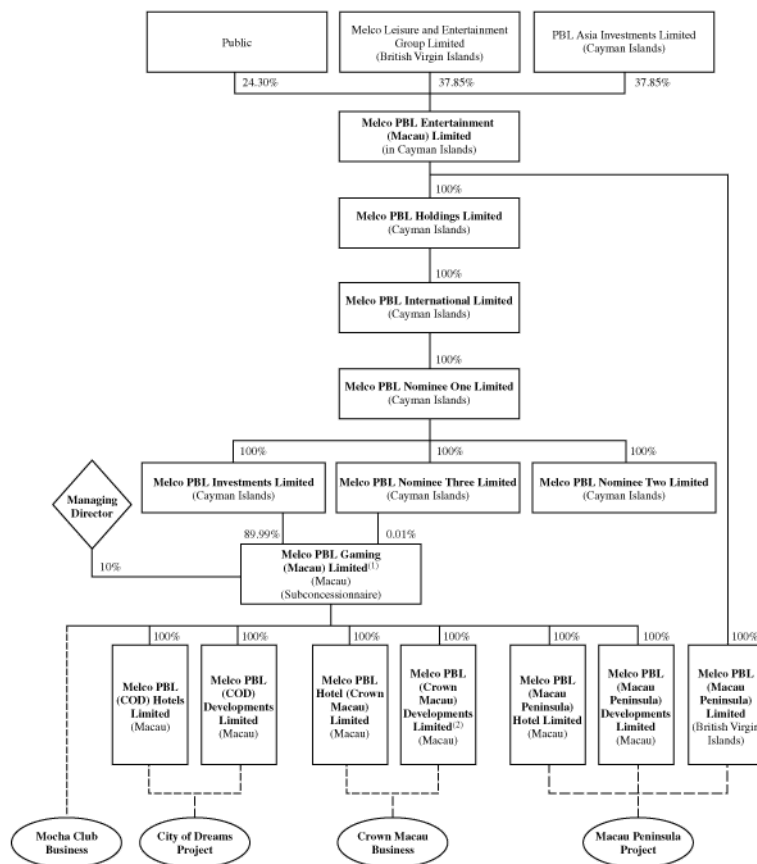 Public
Melco Leisure and Entertainment
Group Limited
(British Virgin Islands)
PBL Asia Investments Limited
(Cayman Islands)
24.30%
37.85%
37.85%
Melco PBL Entertainment
(Macau) Limited
(in Cayman Islands)
100%
Melco PBL Holdings Limited
(Cayman Islands)
100%
Melco PBL International Limited
(Cayman Islands)
100%
Melco PBL Nominee One Limited
(Cayman Islands)
100%
100%
100%
Melco PBL Investments Limited
(Cayman Islands)
Melco PBL Nominee Three Limited
(Cayman Islands)
Melco PBL Nominee Two Limited
(Cayman Islands)
Managing
Director
89.99%
0.01%
10%
Melco PBL Gaming
(Macau) Limited(1)
(Macau)
(Subconcessionnaire)
100%
100%
100%
100%
100%
100%
100%
Melco PBL
(COD) Hotels
Limited
(Macau)
Melco PBL
(COD)
Developments
Limited
(Macau)
Melco PBL
Hotel (Crown
Macau) Limited
(Macau)
Melco PBL
(Crown
Macau)
Developments
Limited(2)
(Macau)
Melco PBL
(Macau
Peninsula)
Hotel Limited
(Macau)
Melco PBL
(Macau
Peninsula)
Developments
Limited
(Macau)
Melco PBL
(Macau
Peninsula)
Limited
(British Virgin
Islands)
Mocha Club
Business
City of Dreams
Project
Crown Macau
Business
Macau Peninsula
Project